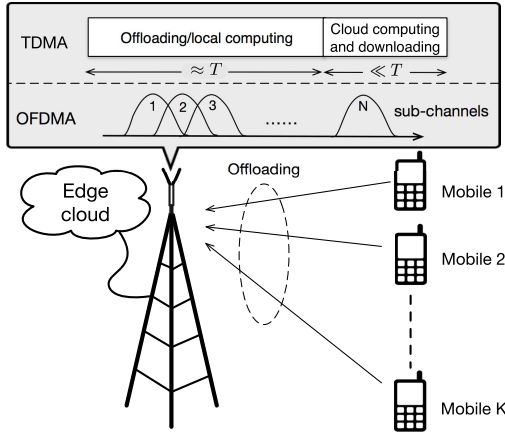 TDMA
Offloading/local computing
Cloud computing
and downloading
≈ T
≪ T
OFDMA
1 2 3 ...... N
sub-channels
Offloading
Edge
cloud
Mobile 1
Mobile 2
Mobile K